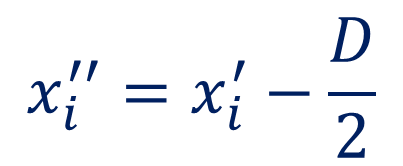 x_i'' = x_i' − D/2